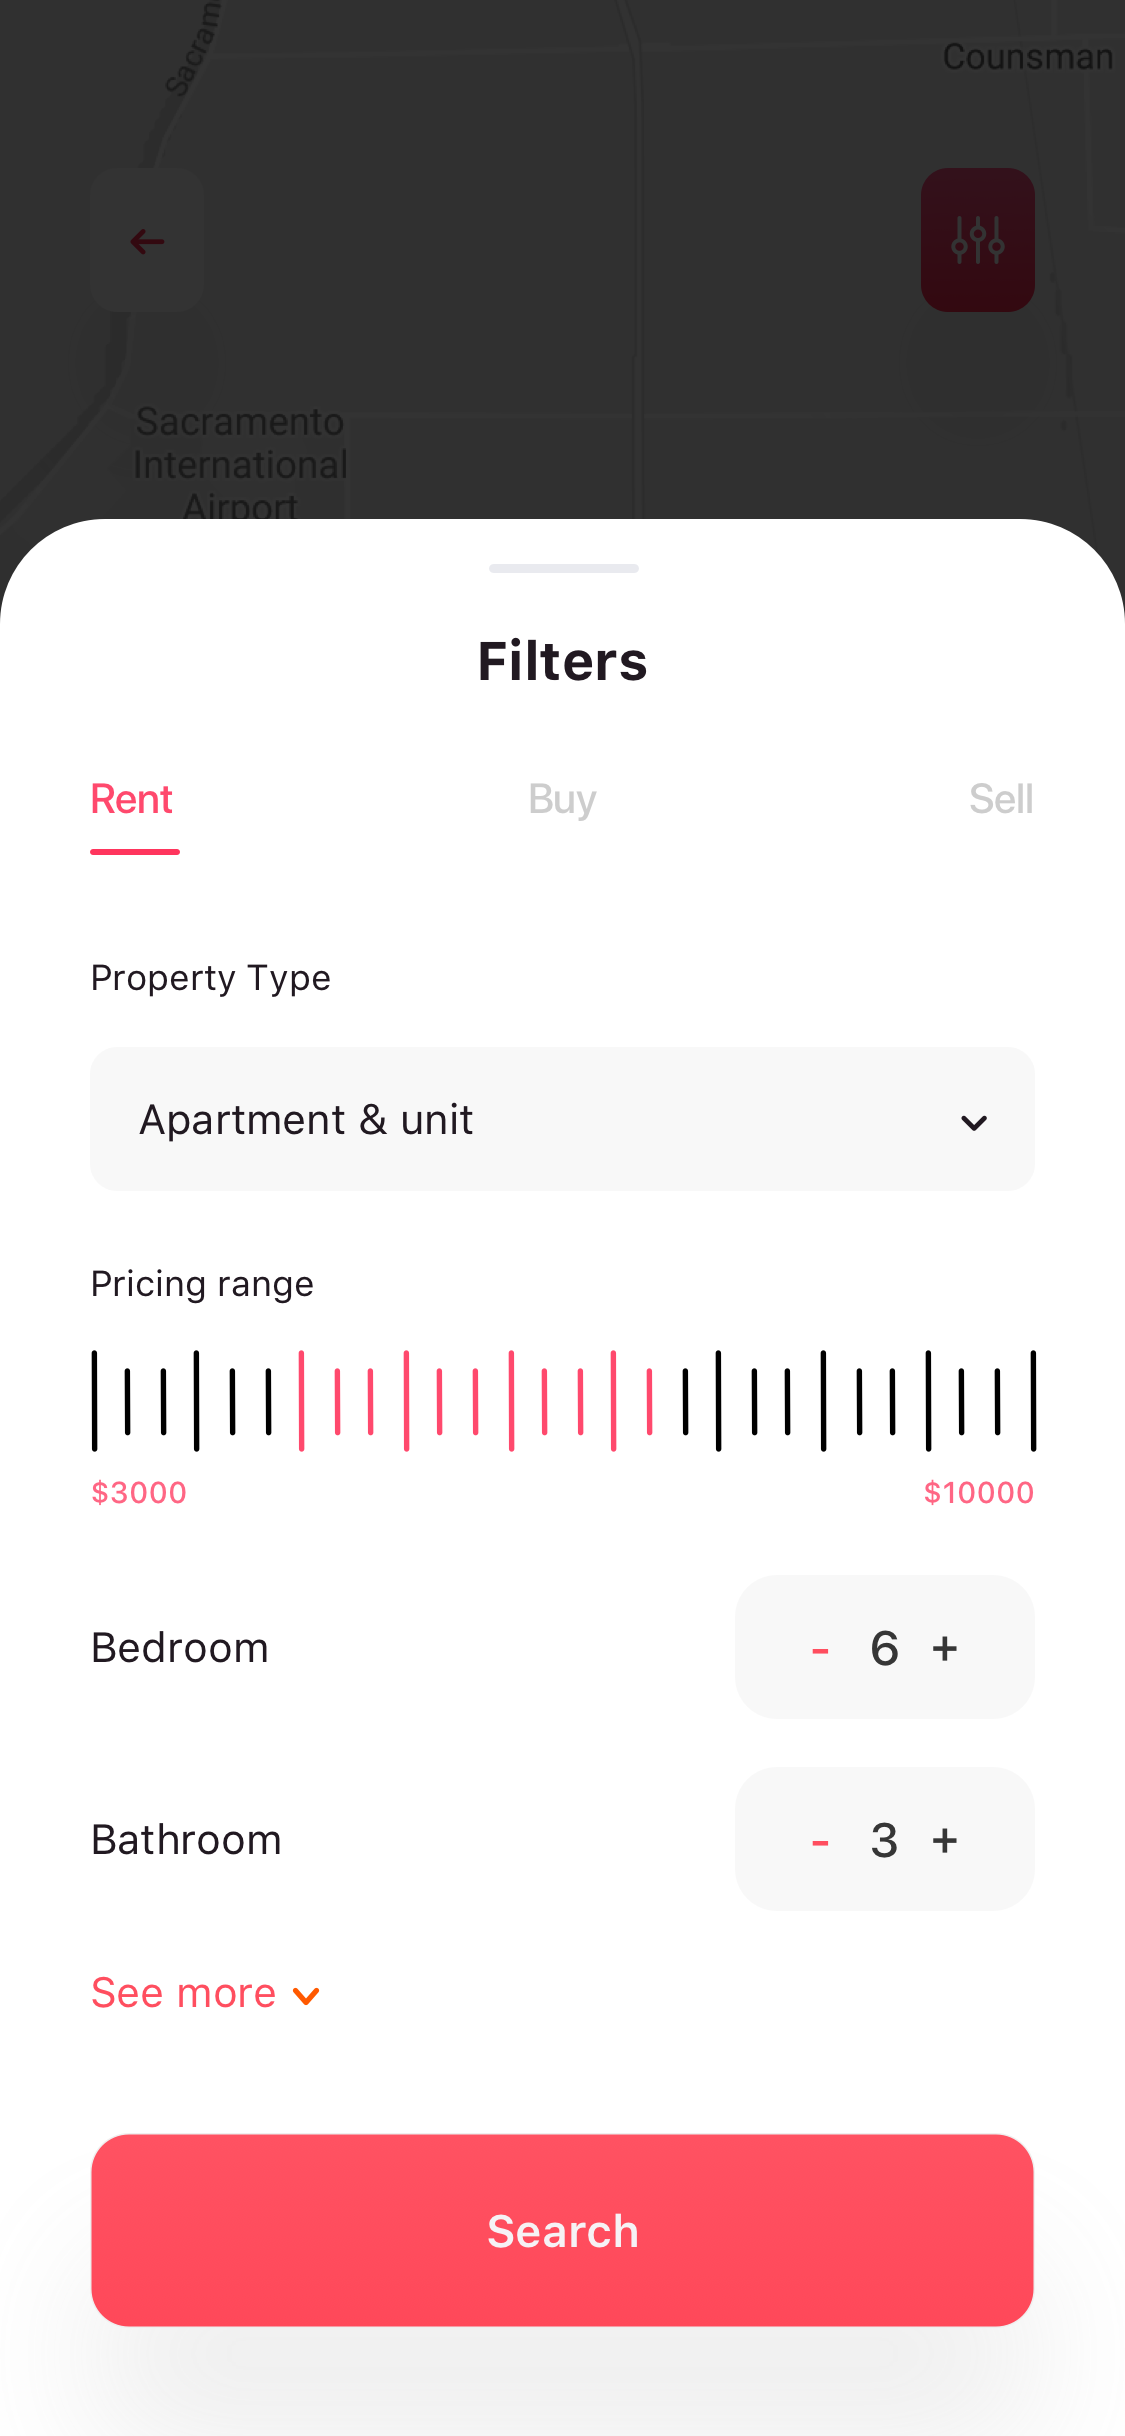 Sacram
Counsman
Sacramento
International
Airport
Filters
Rent
Buy
Sell
Property Type
Apartment & unit
Pricing range
$3000
$10000
Bedroom
- 6 +
Bathroom
- 3 +
See more
Search